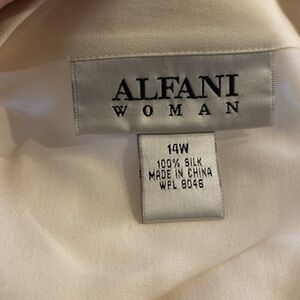 ALFANI
WOMAN
14W
100% SILK
MADE IN CHINA
WPL 8046